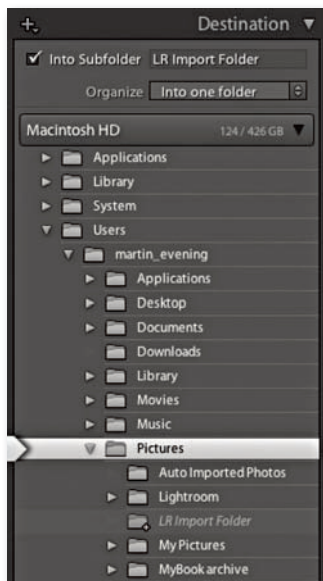 Destination
Into Subfolder LR Import Folder
Organize Into one folder
Macintosh HD 124 / 426 GB
Applications
Library
System
Users
martin_evening
Applications
Desktop
Documents
Downloads
Library
Movies
Music
Pictures
Auto Imported Photos
Lightroom
LR Import Folder
My Pictures
MyBook archive